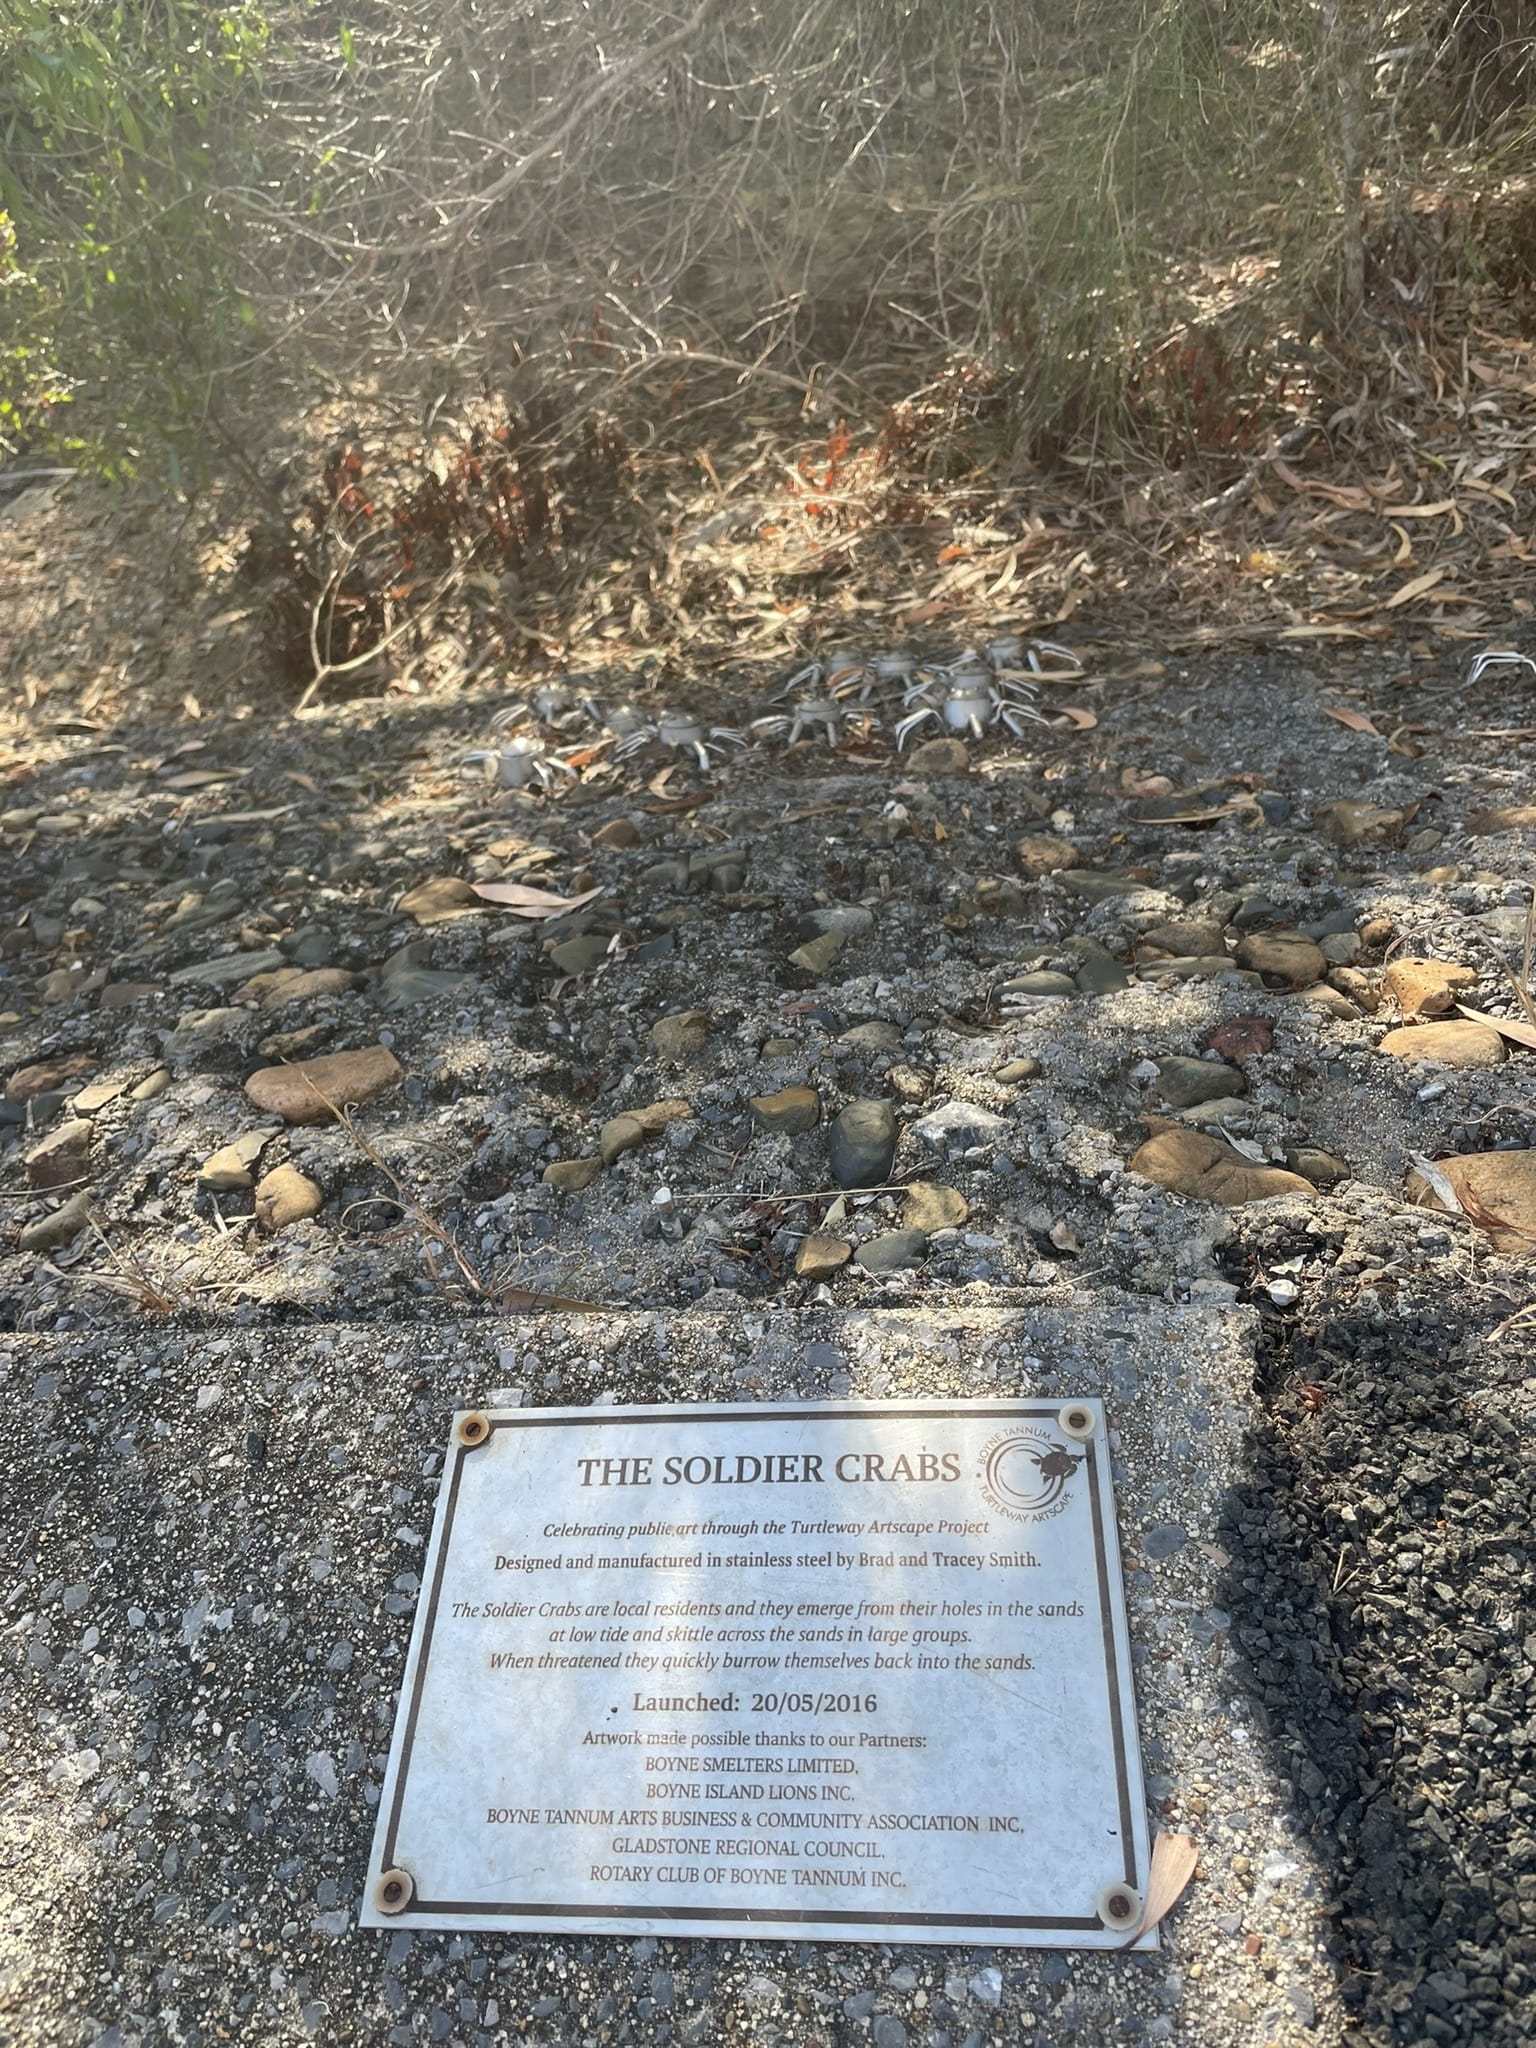 THE SOLDIER CRABS
BOYNE TANNUM
TURTLEWAY ARTSCAPE
Celebrating public art through the Turtleway Artscape Project
Designed and manufactured in stainless steel by Brad and Tracey Smith.
The Soldier Crabs are local residents and they emerge from their holes in the sands
at low tide and skittle across the sands in large groups.
When threatened they quickly burrow themselves back into the sands.
Launched: 20/05/2016
Artwork made possible thanks to our Partners:
BOYNE SMELTERS LIMITED,
BOYNE ISLAND LIONS INC,
BOYNE TANNUM ARTS BUSINESS & COMMUNITY ASSOCIATION INC,
GLADSTONE REGIONAL COUNCIL,
ROTARY CLUB OF BOYNE TANNUM INC.